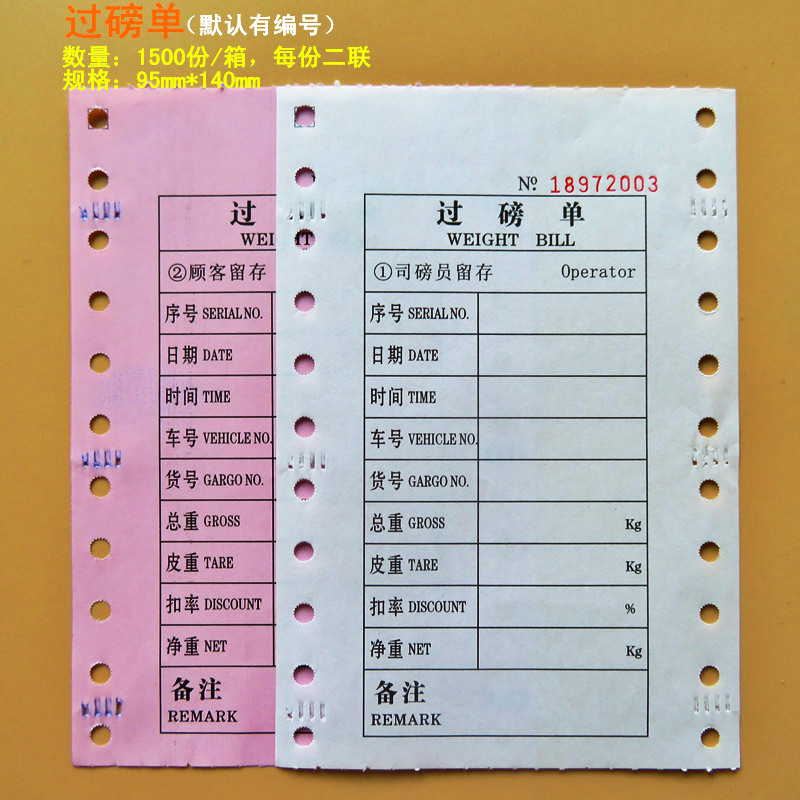 过磅单(默认有编号)
数量：1500份/箱，每份二联
规格：95mm*140mm
过
WEI
②顾客留存
序号 SERIAL NO.
日期 DATE
时间 TIME
车号 VEHICLE NO.
货号 GARGO NO.
总重 GROSS
皮重 TARE
扣率 DISCOUNT
净重 NET
备注
REMARK
№ 18972003
过 磅 单
WEIGHT BILL
①司磅员留存 Operator
序号 SERIAL NO.
日期 DATE
时间 TIME
车号 VEHICLE NO.
货号 GARGO NO.
总重 GROSS Kg
皮重 TARE Kg
扣率 DISCOUNT %
净重 NET Kg
备注
REMARK